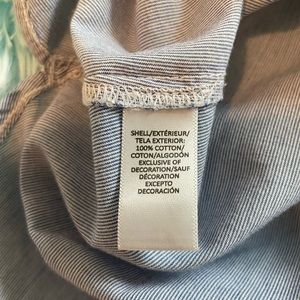 SHELL/EXTÉRIEUR/
TELA EXTERIOR:
100% COTTON/
COTON/ALGODÓN
EXCLUSIVE OF
DECORATION/SAUF
DÉCORATION
EXCEPTO
DECORACIÓN